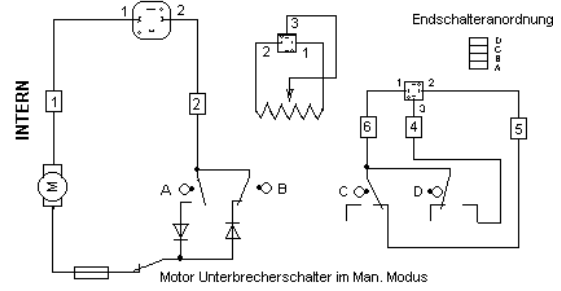 Endschalteranordnung
D
C
B
A
1
2
3
2
1
1
2
3
INTERN
1
2
6
4
5
M
A
B
C
D
Motor Unterbrecherschalter im Man. Modus